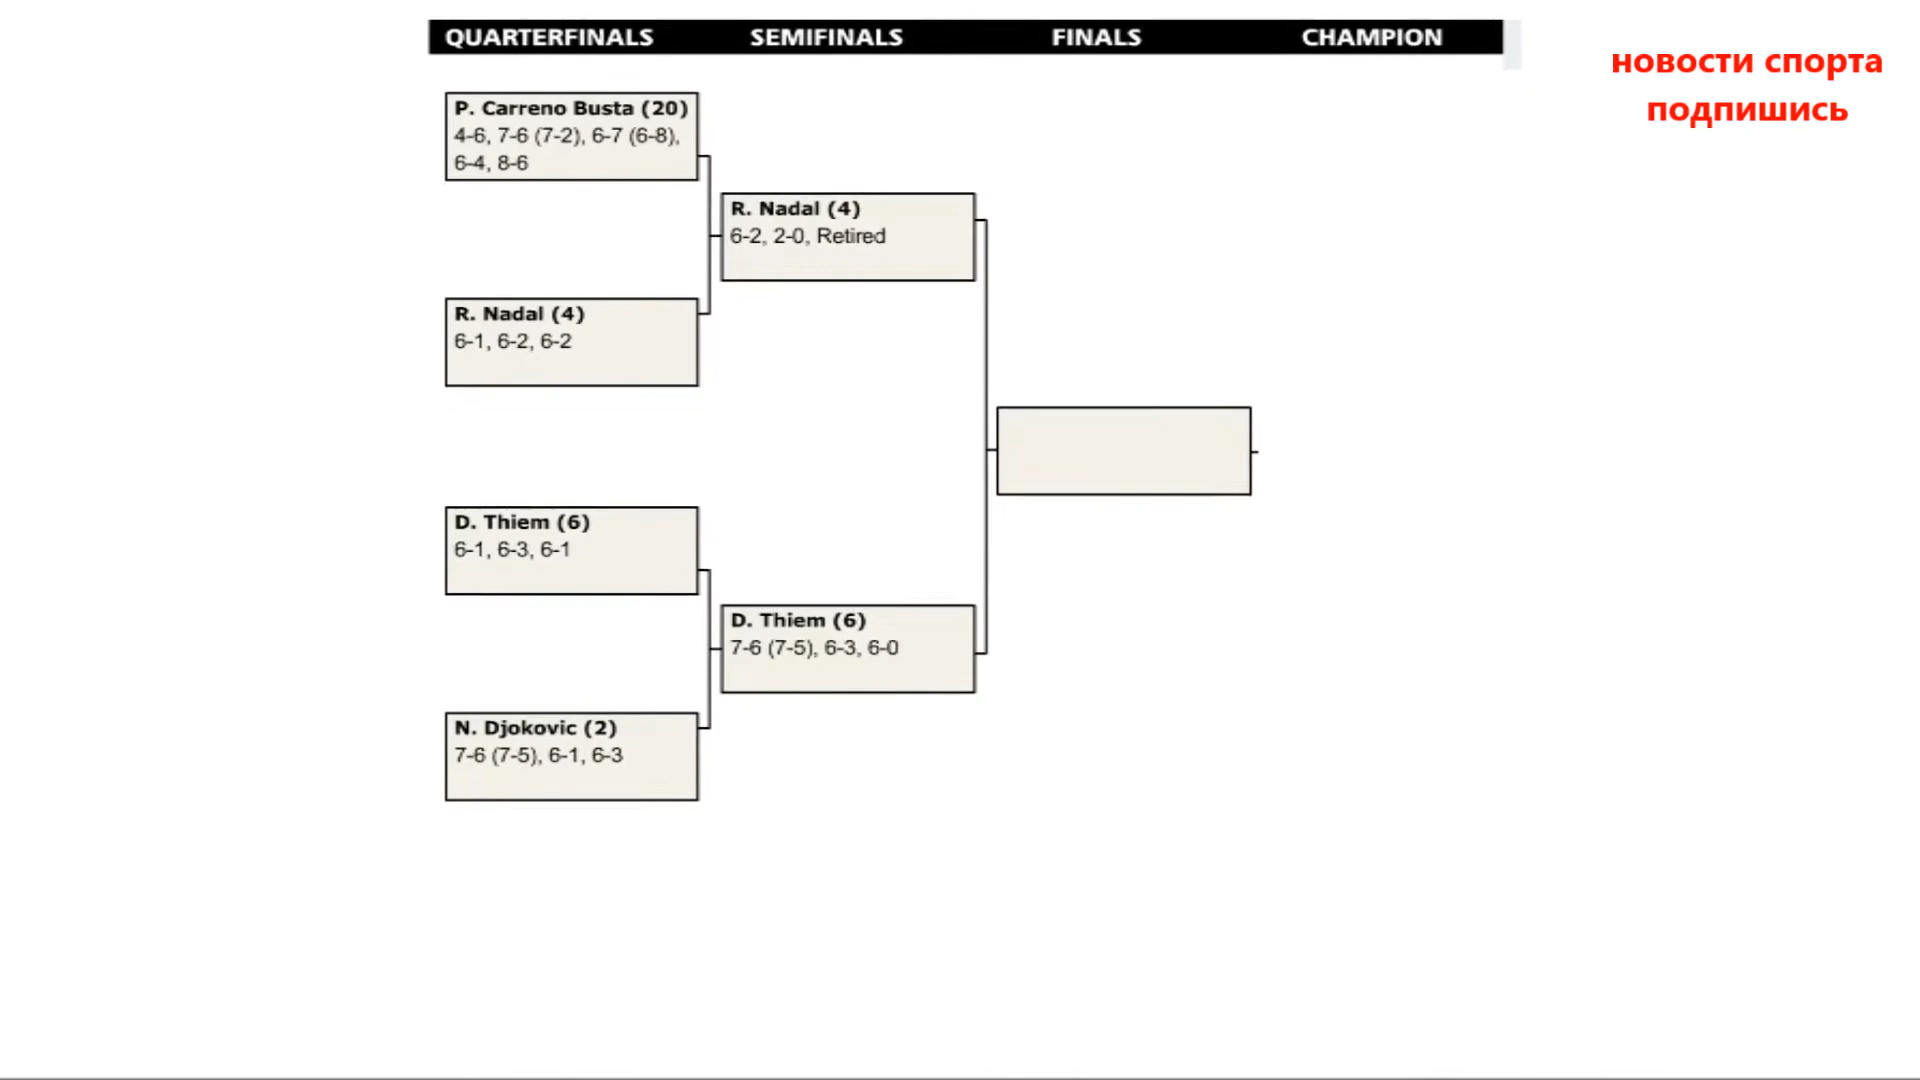 QUARTERFINALS SEMIFINALS FINALS CHAMPION
новости спорта
подпишись
P. Carreno Busta (20)
4-6, 7-6 (7-2), 6-7 (6-8),
6-4, 8-6
R. Nadal (4)
6-2, 2-0, Retired
R. Nadal (4)
6-1, 6-2, 6-2
D. Thiem (6)
6-1, 6-3, 6-1
D. Thiem (6)
7-6 (7-5), 6-3, 6-0
N. Djokovic (2)
7-6 (7-5), 6-1, 6-3